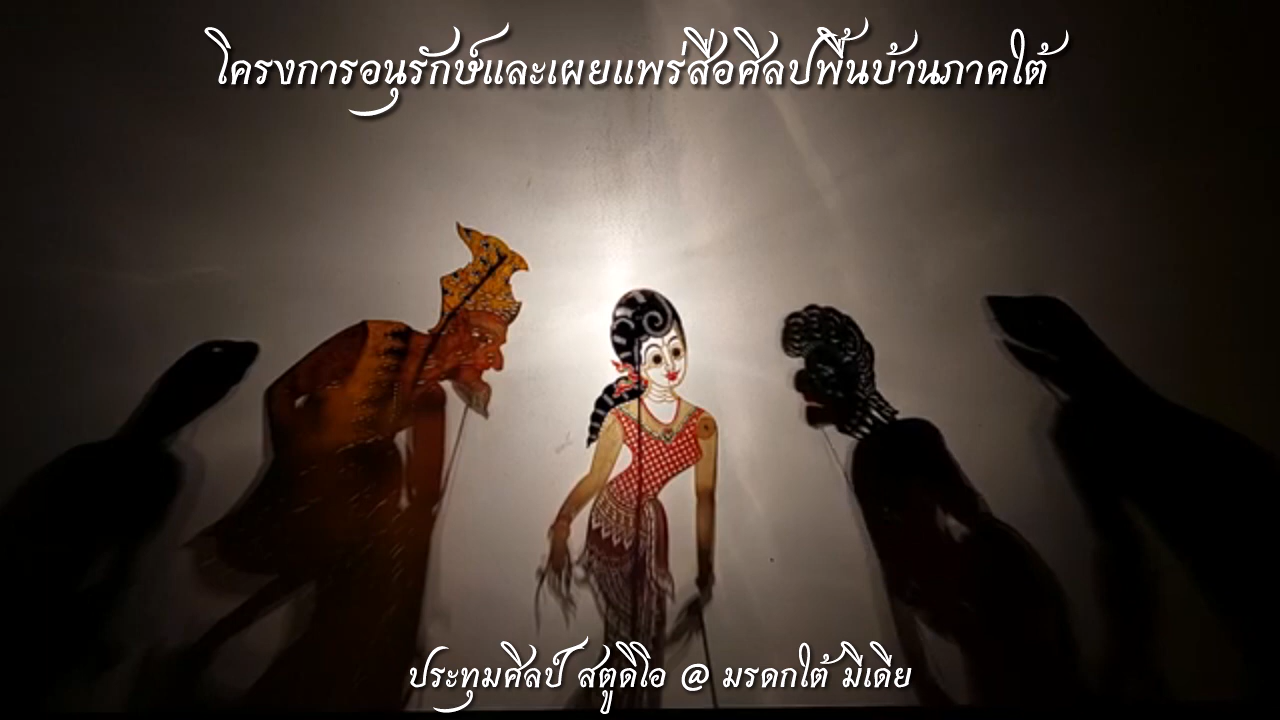 โครงการอนุรักษ์และเผยแพร่สื่อศิลปพื้นบ้านภาคใต้
ประทุมศิลป์ สตูดิโอ @ มรดกใต้ มีเดีย